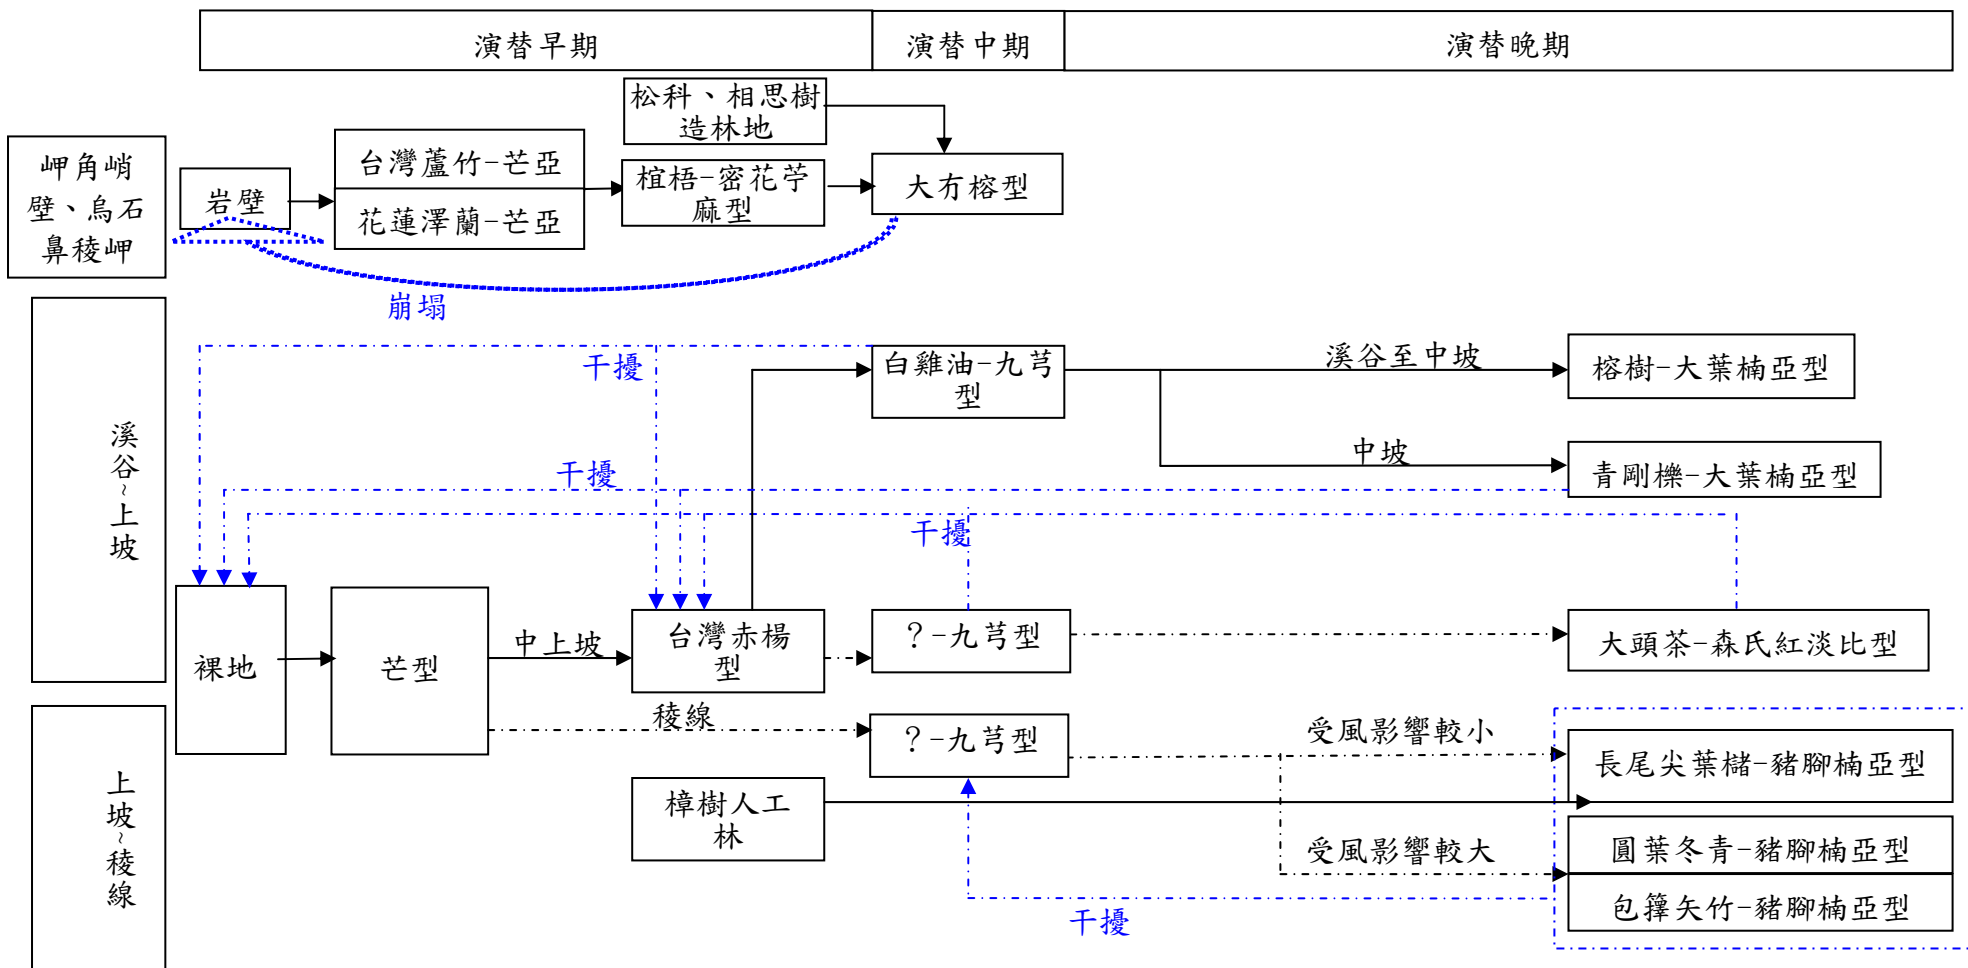 演替早期
演替中期
演替晚期
松科、相思樹
造林地
岬角峭
壁、烏石
鼻稜岬
岩壁
台灣蘆竹-芒亞
花蓮澤蘭-芒亞
植梧-密花苧
麻型
大冇榕型
崩塌
溪谷~上坡
干擾
白雞油-九芎
型
溪谷至中坡
榕樹-大葉楠亞型
中坡
青剛櫟-大葉楠亞型
干擾
干擾
裸地
芒型
中上坡
台灣赤楊
型
?-九芎型
大頭茶-森氏紅淡比型
上坡~稜線
稜線
?-九芎型
受風影響較小
長尾尖葉櫧-豬腳楠亞型
樟樹人工
林
受風影響較大
圓葉冬青-豬腳楠亞型
包籜矢竹-豬腳楠亞型
干擾